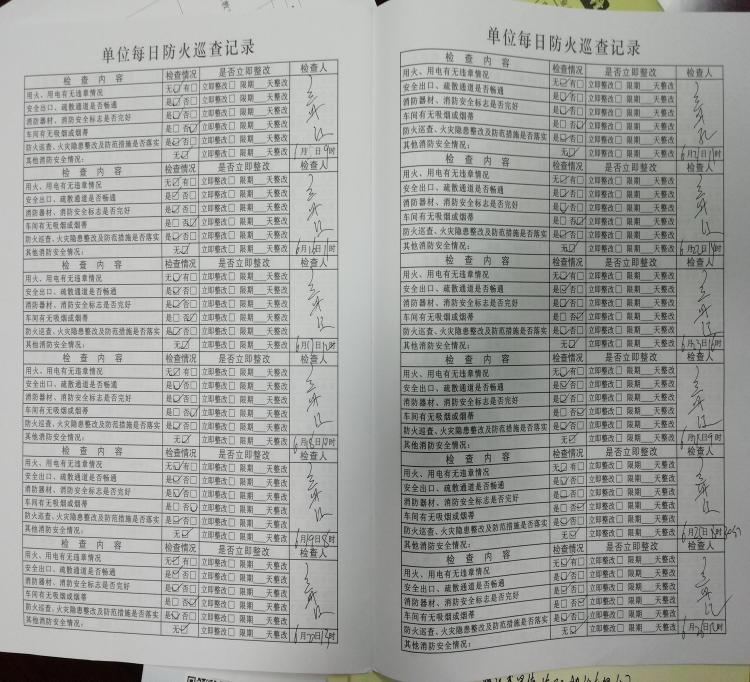 单位每日防火巡查记录
检查内容 检查情况 是否立即整改 检查人
用火、用电有无违章情况 无☑有□ 立即整改□ 限期 天整改
安全出口、疏散通道是否畅通 是☑否□ 立即整改□ 限期 天整改
消防器材、消防安全标志是否完好 是☑否□ 立即整改□ 限期 天整改
车间有无吸烟或烟蒂 是□否☑ 立即整改□ 限期 天整改
防火巡查、火灾隐患整改及防范措施是否落实 是☑否□ 立即整改□ 限期 天整改
其他消防安全情况: 无☑ 立即整改□ 限期 天整改 6月 日9时
检查内容 检查情况 是否立即整改 检查人
用火、用电有无违章情况 无☑有□ 立即整改□ 限期 天整改
安全出口、疏散通道是否畅通 是☑否□ 立即整改□ 限期 天整改
消防器材、消防安全标志是否完好 是☑否□ 立即整改□ 限期 天整改
车间有无吸烟或烟蒂 是□否☑ 立即整改□ 限期 天整改
防火巡查、火灾隐患整改及防范措施是否落实 是☑否□ 立即整改□ 限期 天整改
其他消防安全情况: 无☑ 立即整改□ 限期 天整改 6月16日 时
检查内容 检查情况 是否立即整改 检查人
用火、用电有无违章情况 无☑有□ 立即整改□ 限期 天整改
安全出口、疏散通道是否畅通 是☑否□ 立即整改□ 限期 天整改
消防器材、消防安全标志是否完好 是☑否□ 立即整改□ 限期 天整改
车间有无吸烟或烟蒂 是□否☑ 立即整改□ 限期 天整改
防火巡查、火灾隐患整改及防范措施是否落实 是☑否□ 立即整改□ 限期 天整改
其他消防安全情况: 无☑ 立即整改□ 限期 天整改 6月17日 时
检查内容 检查情况 是否立即整改 检查人
用火、用电有无违章情况 无☑有□ 立即整改□ 限期 天整改
安全出口、疏散通道是否畅通 是☑否□ 立即整改□ 限期 天整改
消防器材、消防安全标志是否完好 是☑否□ 立即整改□ 限期 天整改
车间有无吸烟或烟蒂 是□否☑ 立即整改□ 限期 天整改
防火巡查、火灾隐患整改及防范措施是否落实 是☑否□ 立即整改□ 限期 天整改
其他消防安全情况: 无☑ 立即整改□ 限期 天整改 6月18日 时
检查内容 检查情况 是否立即整改 检查人
用火、用电有无违章情况 无☑有□ 立即整改□ 限期 天整改
安全出口、疏散通道是否畅通 是☑否□ 立即整改□ 限期 天整改
消防器材、消防安全标志是否完好 是☑否□ 立即整改□ 限期 天整改
车间有无吸烟或烟蒂 是□否☑ 立即整改□ 限期 天整改
防火巡查、火灾隐患整改及防范措施是否落实 是☑否□ 立即整改□ 限期 天整改
其他消防安全情况: 无☑ 立即整改□ 限期 天整改 6月19日 时
检查内容 检查情况 是否立即整改 检查人
用火、用电有无违章情况 无☑有□ 立即整改□ 限期 天整改
安全出口、疏散通道是否畅通 是☑否□ 立即整改□ 限期 天整改
消防器材、消防安全标志是否完好 是☑否□ 立即整改□ 限期 天整改
车间有无吸烟或烟蒂 是□否☑ 立即整改□ 限期 天整改
防火巡查、火灾隐患整改及防范措施是否落实 是☑否□ 立即整改□ 限期 天整改
其他消防安全情况: 无☑ 立即整改□ 限期 天整改 6月20日 时
单位每日防火巡查记录
检查内容 检查情况 是否立即整改 检查人
用火、用电有无违章情况 无☑有□ 立即整改□ 限期 天整改
安全出口、疏散通道是否畅通 是☑否□ 立即整改□ 限期 天整改
消防器材、消防安全标志是否完好 是☑否□ 立即整改□ 限期 天整改
车间有无吸烟或烟蒂 是□否☑ 立即整改□ 限期 天整改
防火巡查、火灾隐患整改及防范措施是否落实 是☑否□ 立即整改□ 限期 天整改
其他消防安全情况: 无☑ 立即整改□ 限期 天整改 6月21日 时
检查内容 检查情况 是否立即整改 检查人
用火、用电有无违章情况 无☑有□ 立即整改□ 限期 天整改
安全出口、疏散通道是否畅通 是☑否□ 立即整改□ 限期 天整改
消防器材、消防安全标志是否完好 是☑否□ 立即整改□ 限期 天整改
车间有无吸烟或烟蒂 是□否☑ 立即整改□ 限期 天整改
防火巡查、火灾隐患整改及防范措施是否落实 是☑否□ 立即整改□ 限期 天整改
其他消防安全情况: 无☑ 立即整改□ 限期 天整改 6月22日 时
检查内容 检查情况 是否立即整改 检查人
用火、用电有无违章情况 无☑有□ 立即整改□ 限期 天整改
安全出口、疏散通道是否畅通 是☑否□ 立即整改□ 限期 天整改
消防器材、消防安全标志是否完好 是☑否□ 立即整改□ 限期 天整改
车间有无吸烟或烟蒂 是□否☑ 立即整改□ 限期 天整改
防火巡查、火灾隐患整改及防范措施是否落实 是☑否□ 立即整改□ 限期 天整改
其他消防安全情况: 无☑ 立即整改□ 限期 天整改 6月 日 时
检查内容 检查情况 是否立即整改 检查人
用火、用电有无违章情况 无☑有□ 立即整改□ 限期 天整改
安全出口、疏散通道是否畅通 是☑否□ 立即整改□ 限期 天整改
消防器材、消防安全标志是否完好 是☑否□ 立即整改□ 限期 天整改
车间有无吸烟或烟蒂 是□否☑ 立即整改□ 限期 天整改
防火巡查、火灾隐患整改及防范措施是否落实 是☑否□ 立即整改□ 限期 天整改
其他消防安全情况: 无☑ 立即整改□ 限期 天整改 6月 日9时
检查内容 检查情况 是否立即整改 检查人
用火、用电有无违章情况 无☑有□ 立即整改□ 限期 天整改
安全出口、疏散通道是否畅通 是☑否□ 立即整改□ 限期 天整改
消防器材、消防安全标志是否完好 是☑否□ 立即整改□ 限期 天整改
车间有无吸烟或烟蒂 是□否☑ 立即整改□ 限期 天整改
防火巡查、火灾隐患整改及防范措施是否落实 是☑否□ 立即整改□ 限期 天整改
其他消防安全情况: 无☑ 立即整改□ 限期 天整改 6月 日 时
检查内容 检查情况 是否立即整改 检查人
用火、用电有无违章情况 无☑有□ 立即整改□ 限期 天整改
安全出口、疏散通道是否畅通 是☑否□ 立即整改□ 限期 天整改
消防器材、消防安全标志是否完好 是☑否□ 立即整改□ 限期 天整改
车间有无吸烟或烟蒂 是□否☑ 立即整改□ 限期 天整改
防火巡查、火灾隐患整改及防范措施是否落实 是☑否□ 立即整改□ 限期 天整改
其他消防安全情况: 无☑ 立即整改□ 限期 天整改 6月26日 时